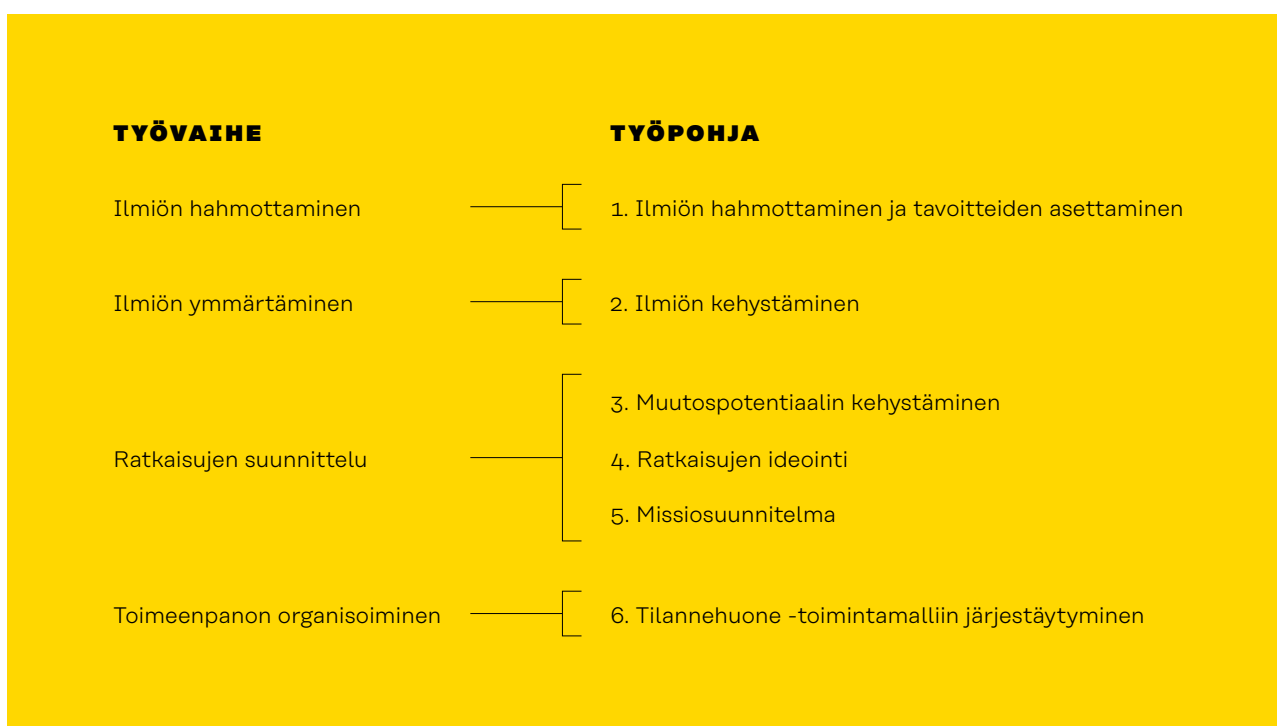 TYÖVAIHE TYÖPOHJA
Ilmiön hahmottaminen 1. Ilmiön hahmottaminen ja tavoitteiden asettaminen
Ilmiön ymmärtäminen 2. Ilmiön kehystäminen
3. Muutospotentiaalin kehystäminen
Ratkaisujen suunnittelu 4. Ratkaisujen ideointi
5. Missiosuunnitelma
Toimeenpanon organisoiminen 6. Tilannehuone -toimintamalliin järjestäytyminen